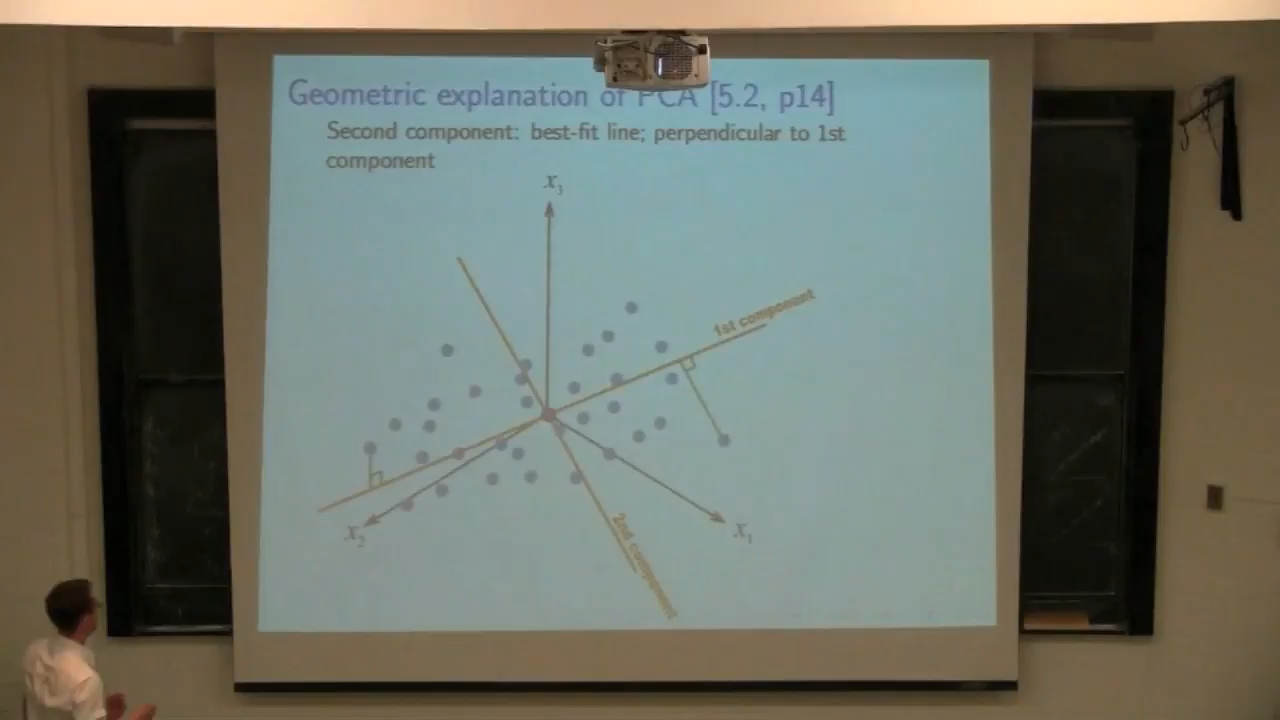 Geometric explanation of PCA [5.2, p14]
Second component: best-fit line; perpendicular to 1st
component
x₃
1st component
x₂
x₁
2nd component